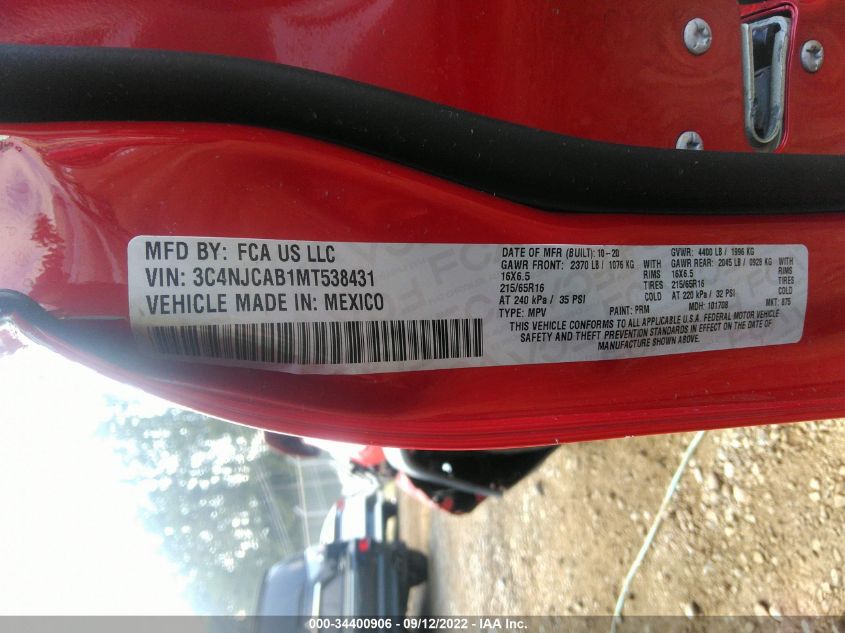 MFD BY: FCA US LLC
VIN: 3C4NJCAB1MT538431
VEHICLE MADE IN: MEXICO
DATE OF MFR (BUILT): 10-20 GVWR: 4400 LB / 1996 KG
GAWR FRONT: 2370 LB / 1076 KG WITH GAWR REAR: 2045 LB / 0928 KG WITH
16X6.5 RIMS 16X6.5 RIMS
215/65R16 TIRES 215/65R16 TIRES
AT 240 kPa / 35 PSI COLD AT 220 kPa / 32 PSI COLD
TYPE: MPV PAINT: PRM MDH: 101708 MKT: 875
THIS VEHICLE CONFORMS TO ALL APPLICABLE U.S.A. FEDERAL MOTOR VEHICLE
SAFETY AND THEFT PREVENTION STANDARDS IN EFFECT ON THE DATE OF
MANUFACTURE SHOWN ABOVE.
000-34400906 - 09/12/2022 - IAA Inc.